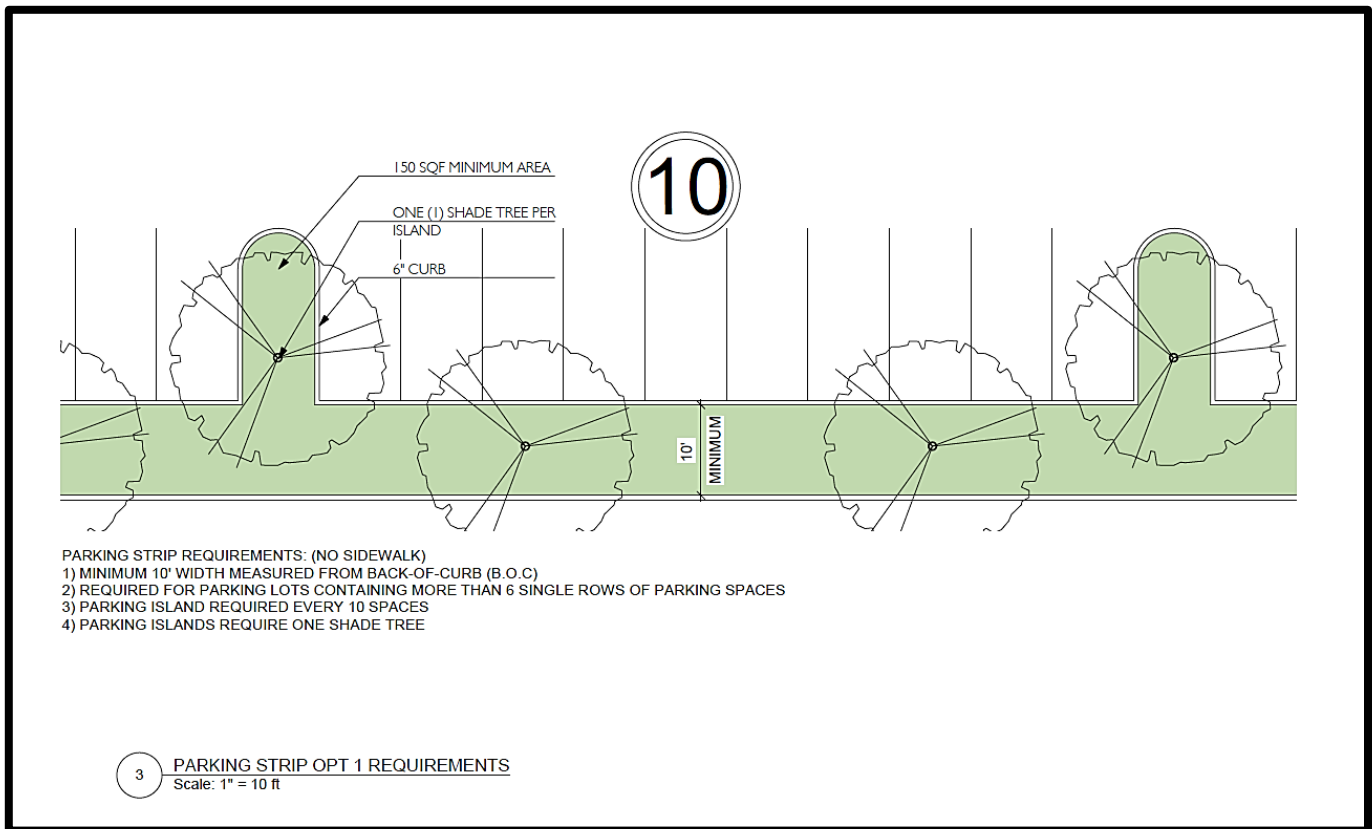 150 SQF MINIMUM AREA
10
ONE (1) SHADE TREE PER
ISLAND
6" CURB
10'
MINIMUM
PARKING STRIP REQUIREMENTS: (NO SIDEWALK)
1) MINIMUM 10' WIDTH MEASURED FROM BACK-OF-CURB (B.O.C)
2) REQUIRED FOR PARKING LOTS CONTAINING MORE THAN 6 SINGLE ROWS OF PARKING SPACES
3) PARKING ISLAND REQUIRED EVERY 10 SPACES
4) PARKING ISLANDS REQUIRE ONE SHADE TREE
3
PARKING STRIP OPT 1 REQUIREMENTS
Scale: 1" = 10 ft